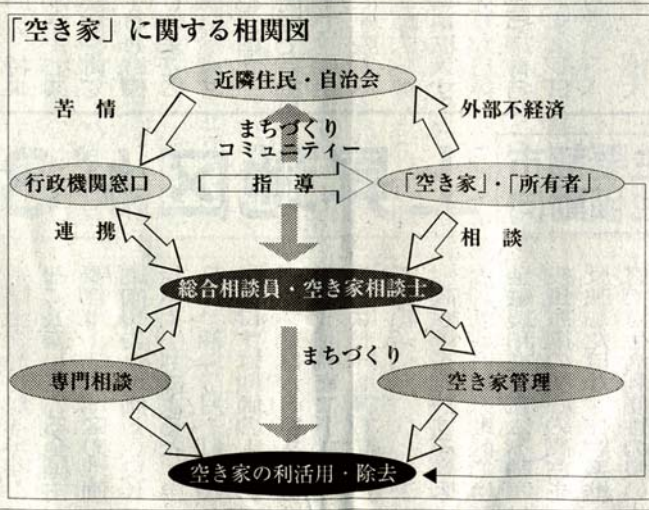 「空き家」に関する相関図
近隣住民・自治会
苦 情
外部不経済
まちづくり
コミュニティー
行政機関窓口
指 導
「空き家」・「所有者」
連 携
相 談
総合相談員・空き家相談士
まちづくり
専門相談
空き家管理
空き家の利活用・除去